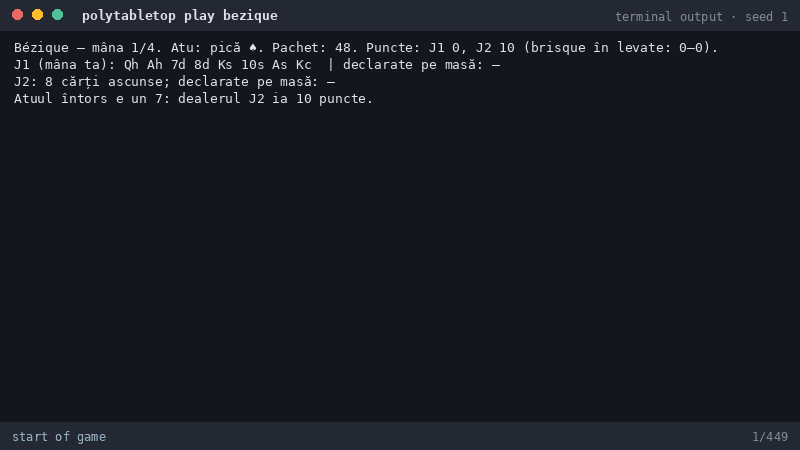 polytabletop play bezique
terminal output · seed 1
Bézique — mâna 1/4. Atu: pică ♠. Pachet: 48. Puncte: J1 0, J2 10 (brisque în levate: 0–0).
J1 (mâna ta): Qh Ah 7d 8d Ks 10s As Kc  | declarate pe masă: —
J2: 8 cărți ascunse; declarate pe masă: —
Atuul întors e un 7: dealerul J2 ia 10 puncte.
start of game
1/449